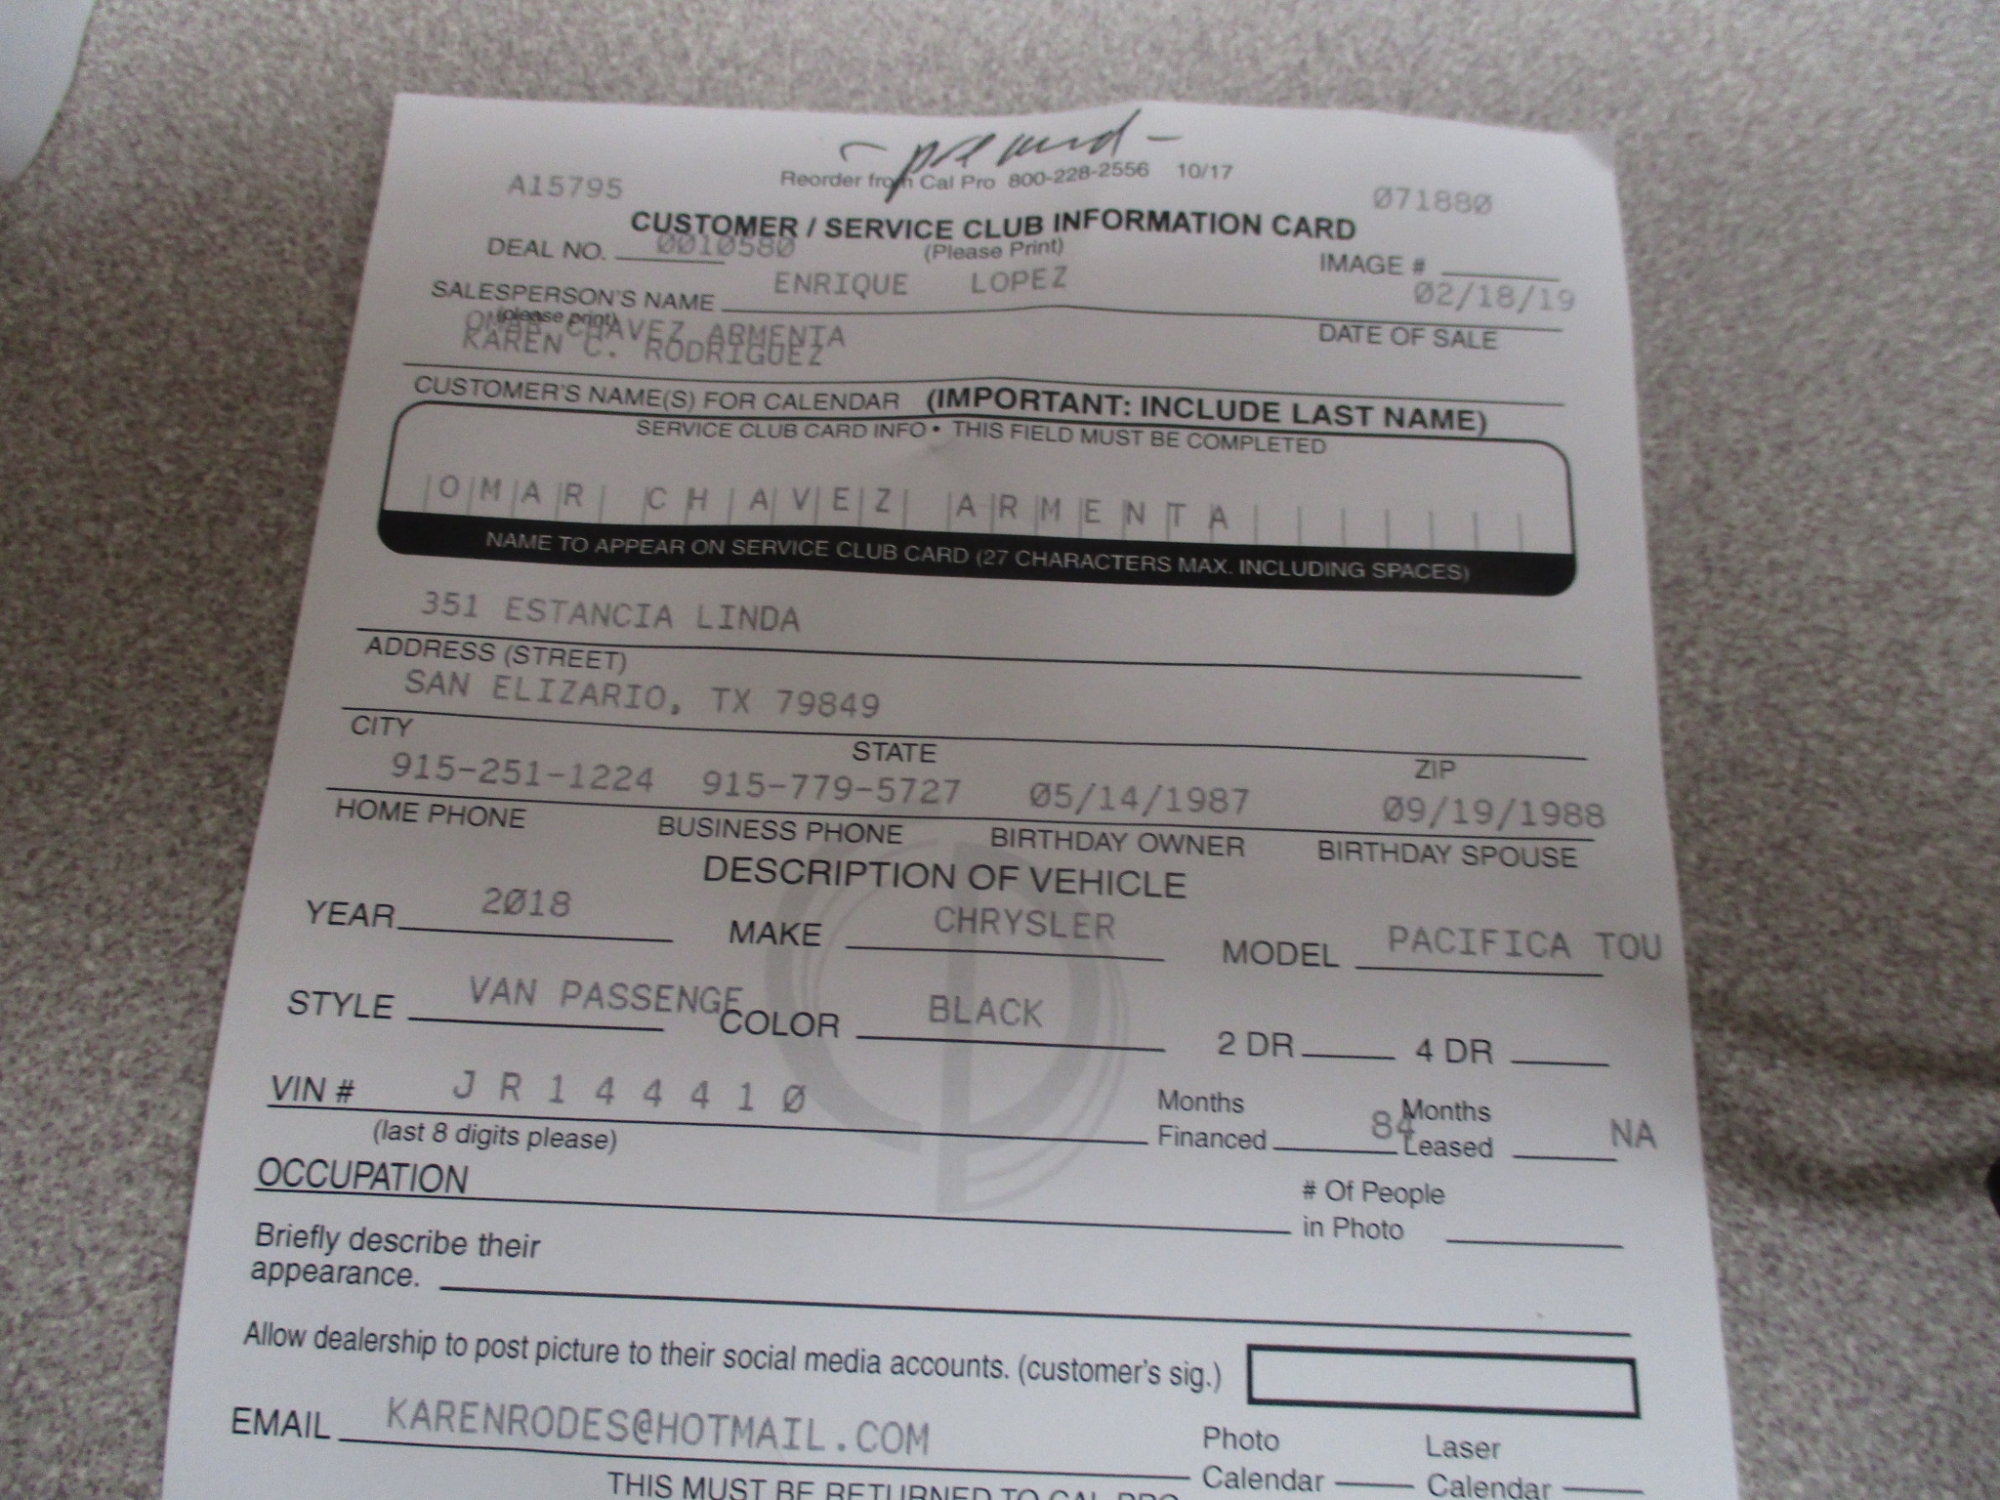 Reorder from Cal Pro 800-228-2556 10/17
A15795 071880
CUSTOMER / SERVICE CLUB INFORMATION CARD
DEAL NO. 0010580 (Please Print) IMAGE #
SALESPERSON'S NAME ENRIQUE LOPEZ 02/18/19
(please print) DATE OF SALE
OMAR CHAVEZ ARMENTA
KAREN C. RODRIGUEZ
CUSTOMER'S NAME(S) FOR CALENDAR (IMPORTANT: INCLUDE LAST NAME)
SERVICE CLUB CARD INFO • THIS FIELD MUST BE COMPLETED
OMAR CHAVEZ ARMENTA
NAME TO APPEAR ON SERVICE CLUB CARD (27 CHARACTERS MAX. INCLUDING SPACES)
351 ESTANCIA LINDA
ADDRESS (STREET)
SAN ELIZARIO, TX 79849
CITY STATE ZIP
915-251-1224 915-779-5727 05/14/1987 09/19/1988
HOME PHONE BUSINESS PHONE BIRTHDAY OWNER BIRTHDAY SPOUSE
DESCRIPTION OF VEHICLE
YEAR 2018 MAKE CHRYSLER MODEL PACIFICA TOU
STYLE VAN PASSENGE COLOR BLACK 2 DR 4 DR
VIN # JR144410 Months Financed 84 Months Leased NA
(last 8 digits please)
OCCUPATION # Of People in Photo
Briefly describe their
appearance.
Allow dealership to post picture to their social media accounts. (customer's sig.)
EMAIL KARENRODES@HOTMAIL.COM Photo Calendar Laser Calendar
THIS MUST BE RETURNED TO CAL PRO